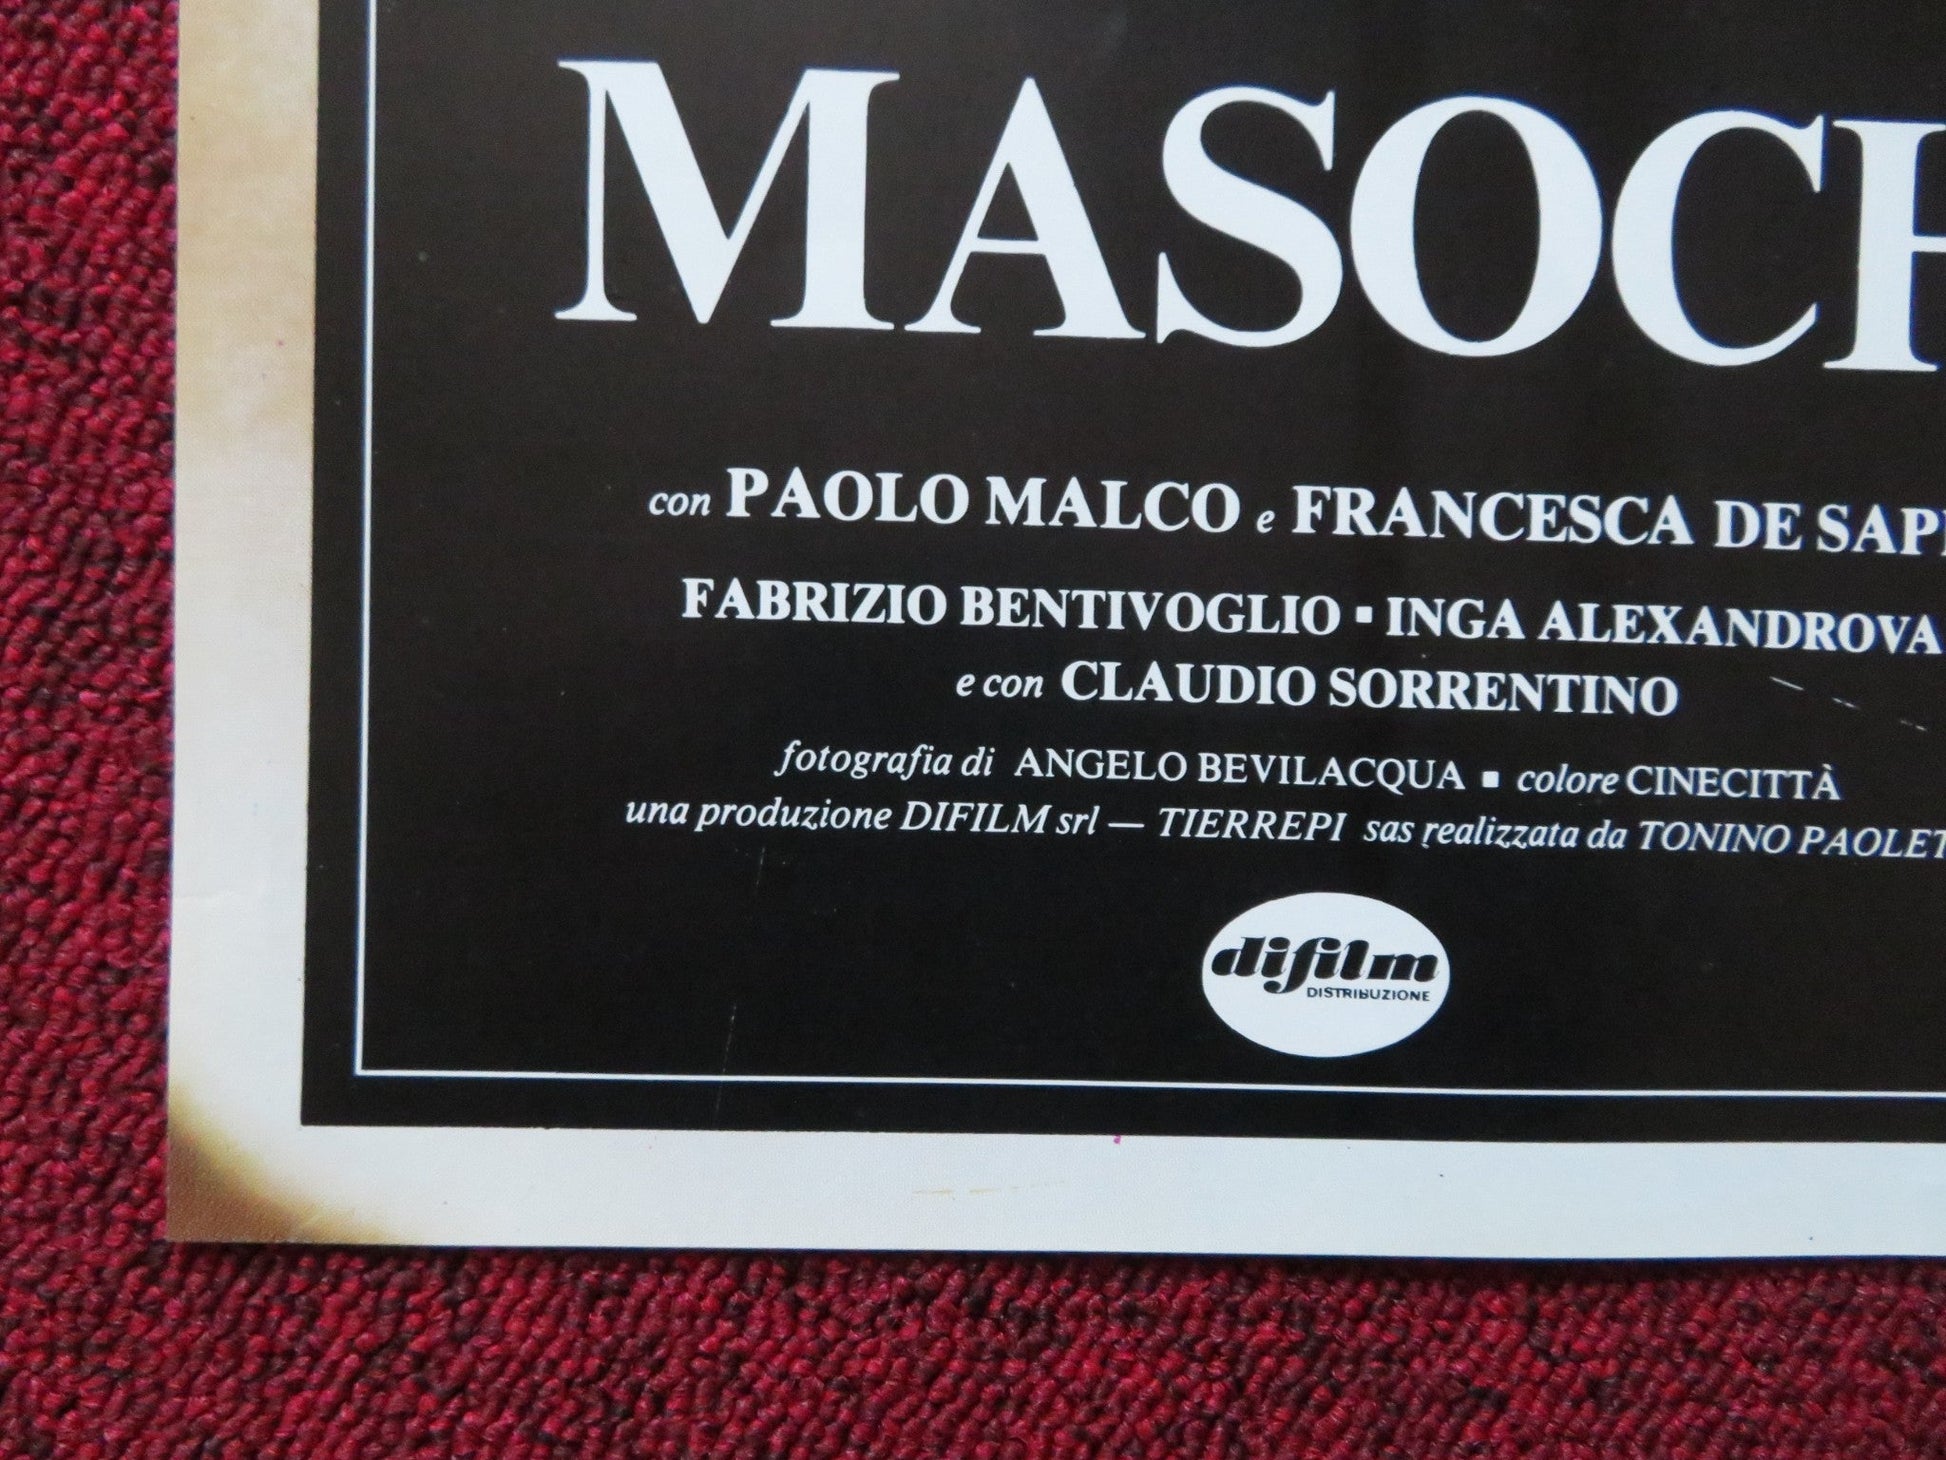 MASOCH
con PAOLO MALCO e FRANCESCA DE SAPI
FABRIZIO BENTIVOGLIO ▪ INGA ALEXANDROVA
e con CLAUDIO SORRENTINO
fotografia di ANGELO BEVILACQUA ▪ colore CINECITTÀ
una produzione DIFILM srl — TIERREPI sas realizzata da TONINO PAOLET
difilm
DISTRIBUZIONE